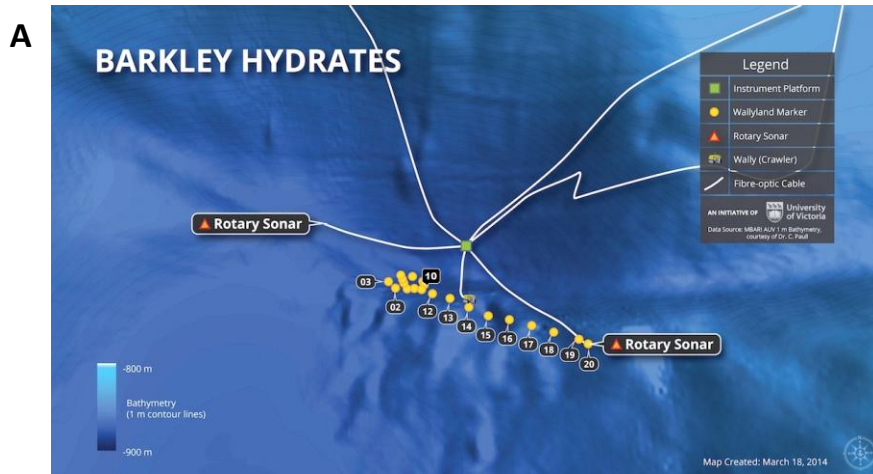 A
BARKLEY HYDRATES
Legend
Instrument Platform
Wallyland Marker
Rotary Sonar
Wally (Crawler)
Fibre-optic Cable
AN INITIATIVE OF
University
of Victoria
Data Source: MBARI AUV 1 m Bathymetry,
courtesy of Dr. C. Paull
Rotary Sonar
03
10
02
12
13
14
15
16
17
18
19
20
Rotary Sonar
-800 m
Bathymetry
(1 m contour lines)
-900 m
Map Created: March 18, 2014